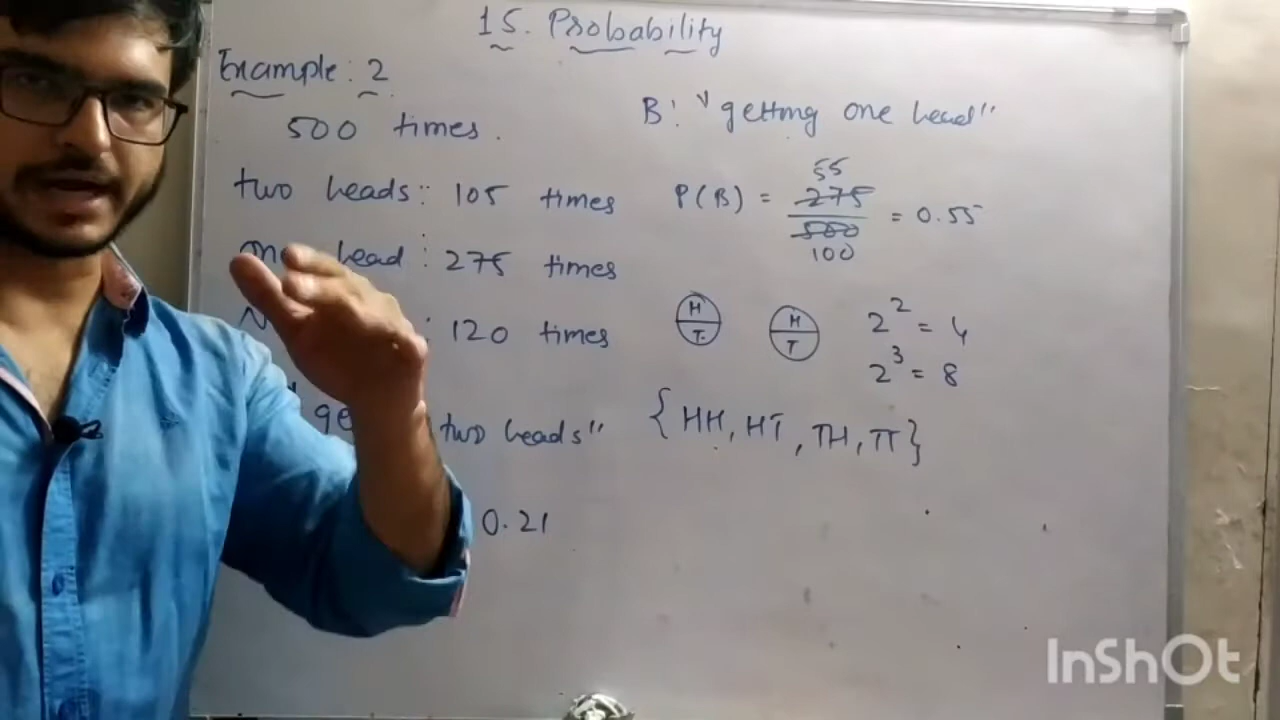 15. Probability
Example: 2
500 times.
two heads: 105 times
one head: 275 times
120 times
two heads"
0.21
B: "getting one head"
P(B) = 275/500 = 0.55
55
100
H
T
H
T
2² = 4
2³ = 8
{HH, HT, TH, TT}
InShOt